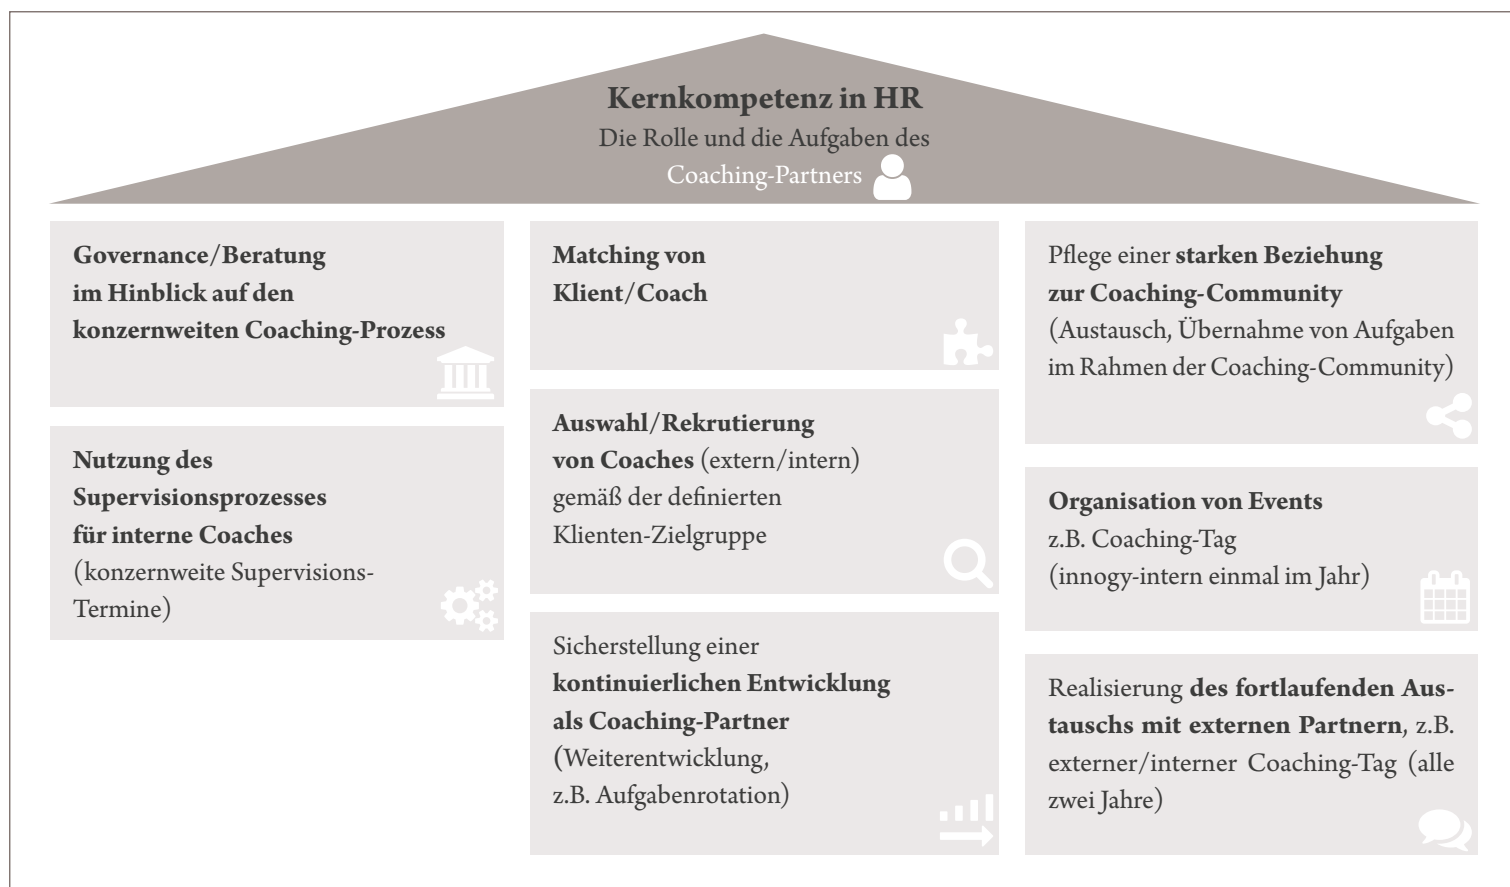 Kernkompetenz in HR
Die Rolle und die Aufgaben des
Coaching-Partners
Governance/Beratung
im Hinblick auf den
konzernweiten Coaching-Prozess
Nutzung des
Supervisionsprozesses
für interne Coaches
(konzernweite Supervisions-
Termine)
Matching von
Klient/Coach
Auswahl/Rekrutierung
von Coaches (extern/intern)
gemäß der definierten
Klienten-Zielgruppe
Sicherstellung einer
kontinuierlichen Entwicklung
als Coaching-Partner
(Weiterentwicklung,
z.B. Aufgabenrotation)
Pflege einer starken Beziehung
zur Coaching-Community
(Austausch, Übernahme von Aufgaben
im Rahmen der Coaching-Community)
Organisation von Events
z.B. Coaching-Tag
(innogy-intern einmal im Jahr)
Realisierung des fortlaufenden Aus-
tauschs mit externen Partnern, z.B.
externer/interner Coaching-Tag (alle
zwei Jahre)